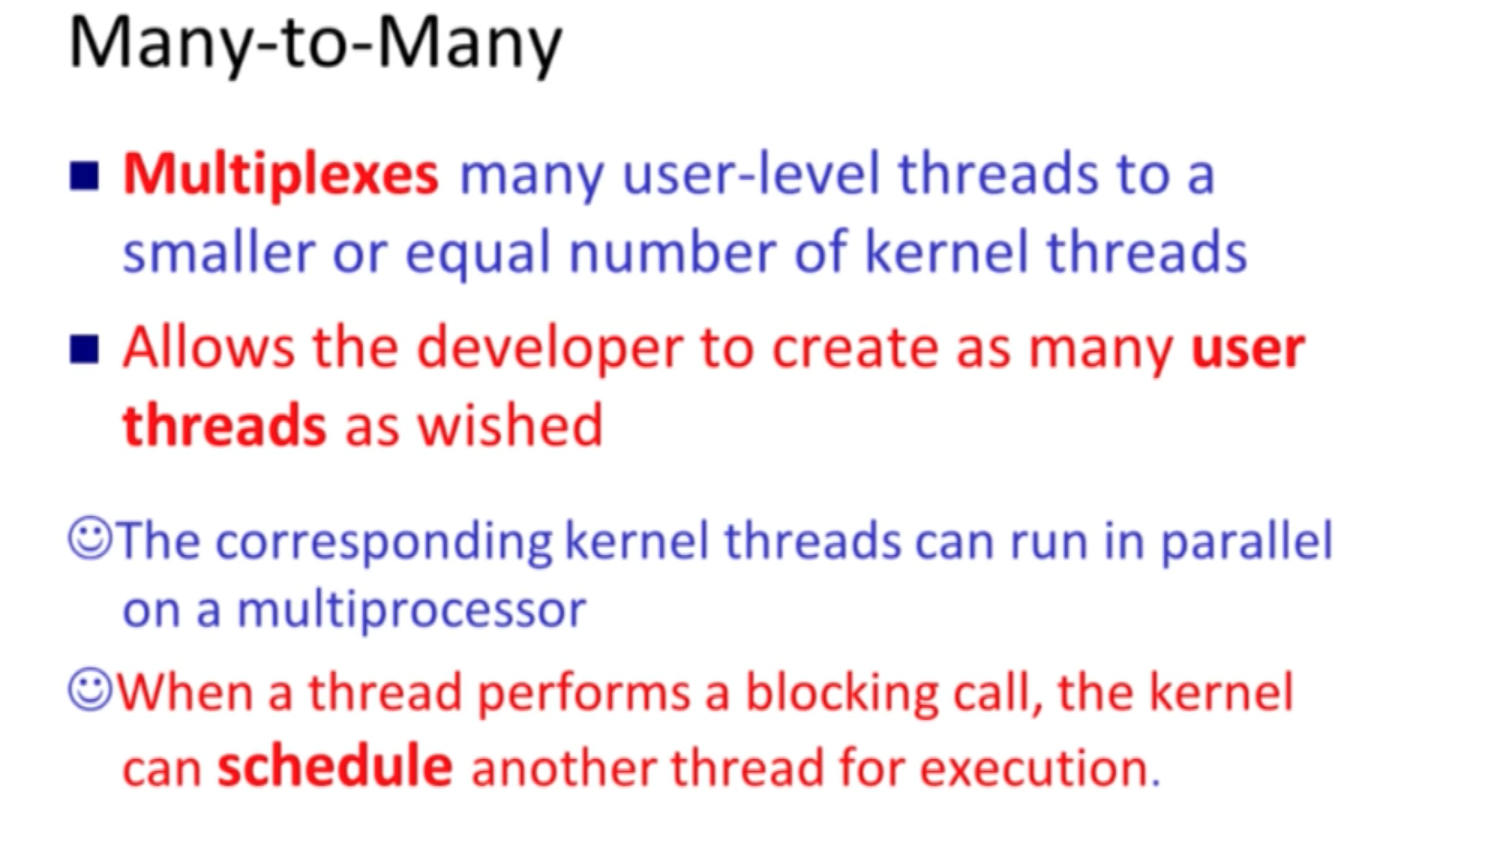 Many-to-Many
■ Multiplexes many user-level threads to a
smaller or equal number of kernel threads
■ Allows the developer to create as many user
threads as wished
☺The corresponding kernel threads can run in parallel
on a multiprocessor
☺When a thread performs a blocking call, the kernel
can schedule another thread for execution.